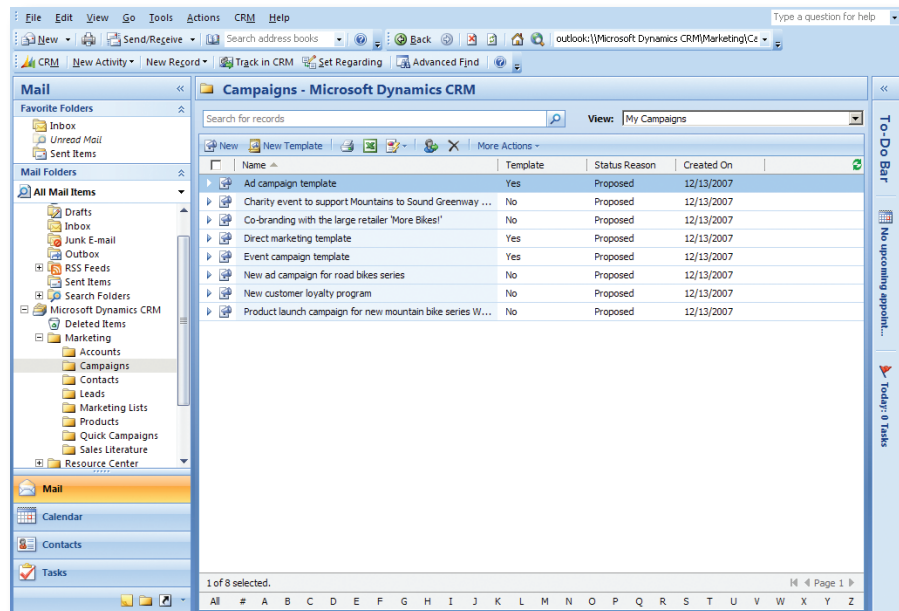 File Edit View Go Tools Actions CRM Help Type a question for help
New Send/Receive Search address books Back outlook:\\Microsoft Dynamics CRM\Marketing\Ca
CRM New Activity New Record Track in CRM Set Regarding Advanced Find
Mail
Favorite Folders
Inbox
Unread Mail
Sent Items
Mail Folders
All Mail Items
Drafts
Inbox
Junk E-mail
Outbox
RSS Feeds
Sent Items
Search Folders
Microsoft Dynamics CRM
Deleted Items
Marketing
Accounts
Campaigns
Contacts
Leads
Marketing Lists
Products
Quick Campaigns
Sales Literature
Resource Center
Mail
Calendar
Contacts
Tasks
Campaigns - Microsoft Dynamics CRM
Search for records View: My Campaigns
New New Template More Actions
Name Template Status Reason Created On
Ad campaign template Yes Proposed 12/13/2007
Charity event to support Mountains to Sound Greenway ... No Proposed 12/13/2007
Co-branding with the large retailer 'More Bikes!' No Proposed 12/13/2007
Direct marketing template Yes Proposed 12/13/2007
Event campaign template Yes Proposed 12/13/2007
New ad campaign for road bikes series No Proposed 12/13/2007
New customer loyalty program No Proposed 12/13/2007
Product launch campaign for new mountain bike series W... No Proposed 12/13/2007
1 of 8 selected. Page 1
All # A B C D E F G H I J K L M N O P Q R S T U V W X Y Z
To-Do Bar
No upcoming appoint...
Today: 0 Tasks